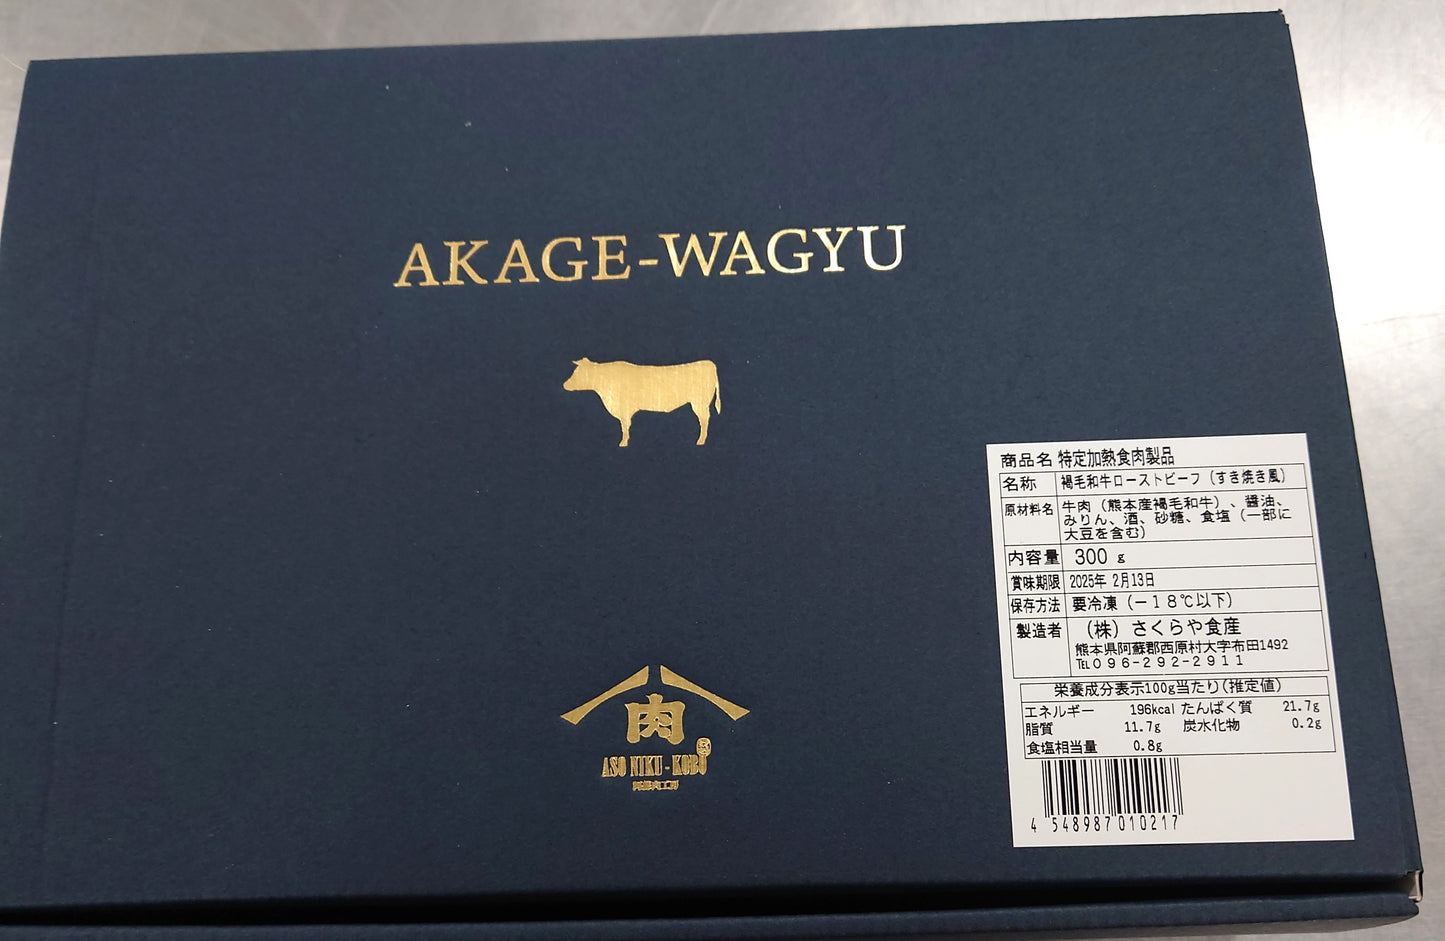 AKAGE-WAGYU
商品名 特定加熱食肉製品
名称 褐毛和牛ローストビーフ（すき焼き風）
原材料名 牛肉（熊本産褐毛和牛）、醤油、
みりん、酒、砂糖、食塩（一部に
大豆を含む）
内容量 300 g
賞味期限 2025年 2月13日
保存方法 要冷凍（－18℃以下）
製造者 （株）さくらや食産
熊本県阿蘇郡西原村大字布田1492
℡096-292-2911
栄養成分表示100g当たり(推定値)
エネルギー 196kcal たんぱく質 21.7g
脂質 11.7g 炭水化物 0.2g
食塩相当量 0.8g
4 548987 010217
肉
ASO NIKU-KOBO
阿蘇肉工房